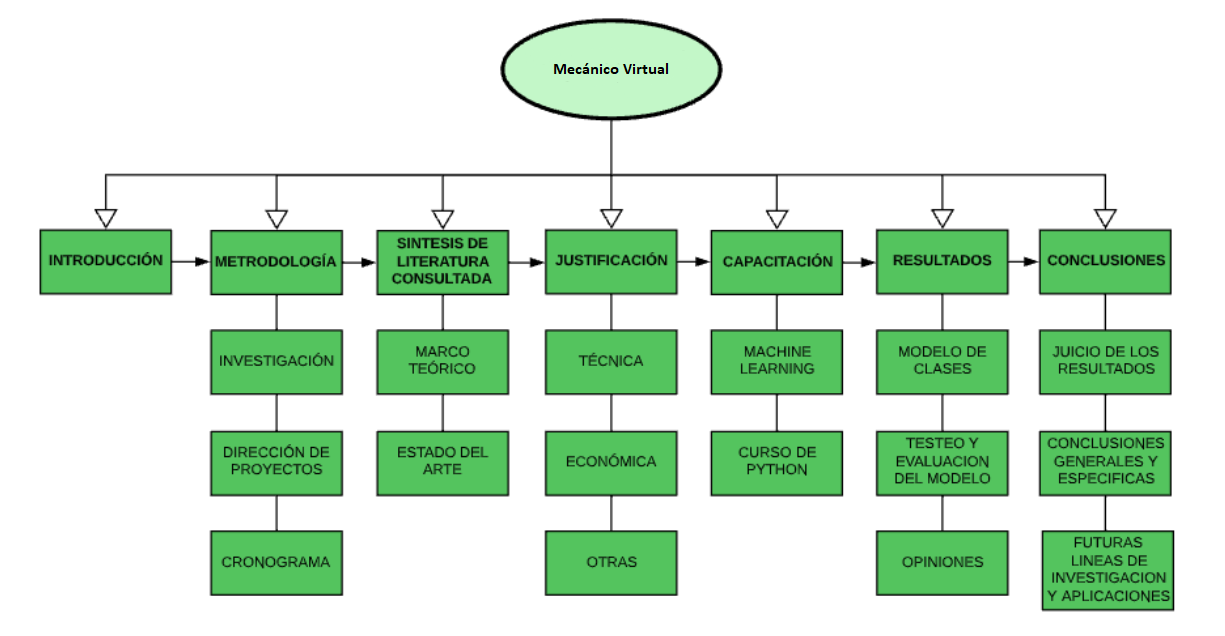 Mecánico Virtual
INTRODUCCIÓN
METRODOLOGÍA
SINTESIS DE
LITERATURA
CONSULTADA
JUSTIFICACIÓN
CAPACITACIÓN
RESULTADOS
CONCLUSIONES
INVESTIGACIÓN
MARCO
TEÓRICO
TÉCNICA
MACHINE
LEARNING
MODELO DE
CLASES
JUICIO DE LOS
RESULTADOS
DIRECCIÓN DE
PROYECTOS
ESTADO DEL
ARTE
ECONÓMICA
CURSO DE
PYTHON
TESTEO Y
EVALUACION
DEL MODELO
CONCLUSIONES
GENERALES Y
ESPECIFICAS
CRONOGRAMA
OTRAS
OPINIONES
FUTURAS
LINEAS DE
INVESTIGACION
Y APLICACIONES